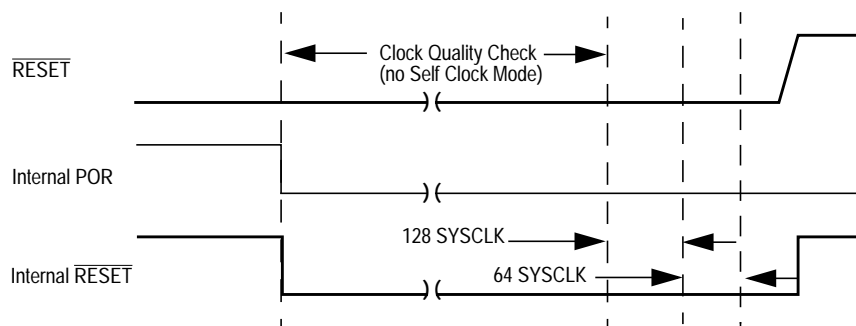 RESET
Clock Quality Check
(no Self Clock Mode)
Internal POR
128 SYSCLK
Internal RESET
64 SYSCLK